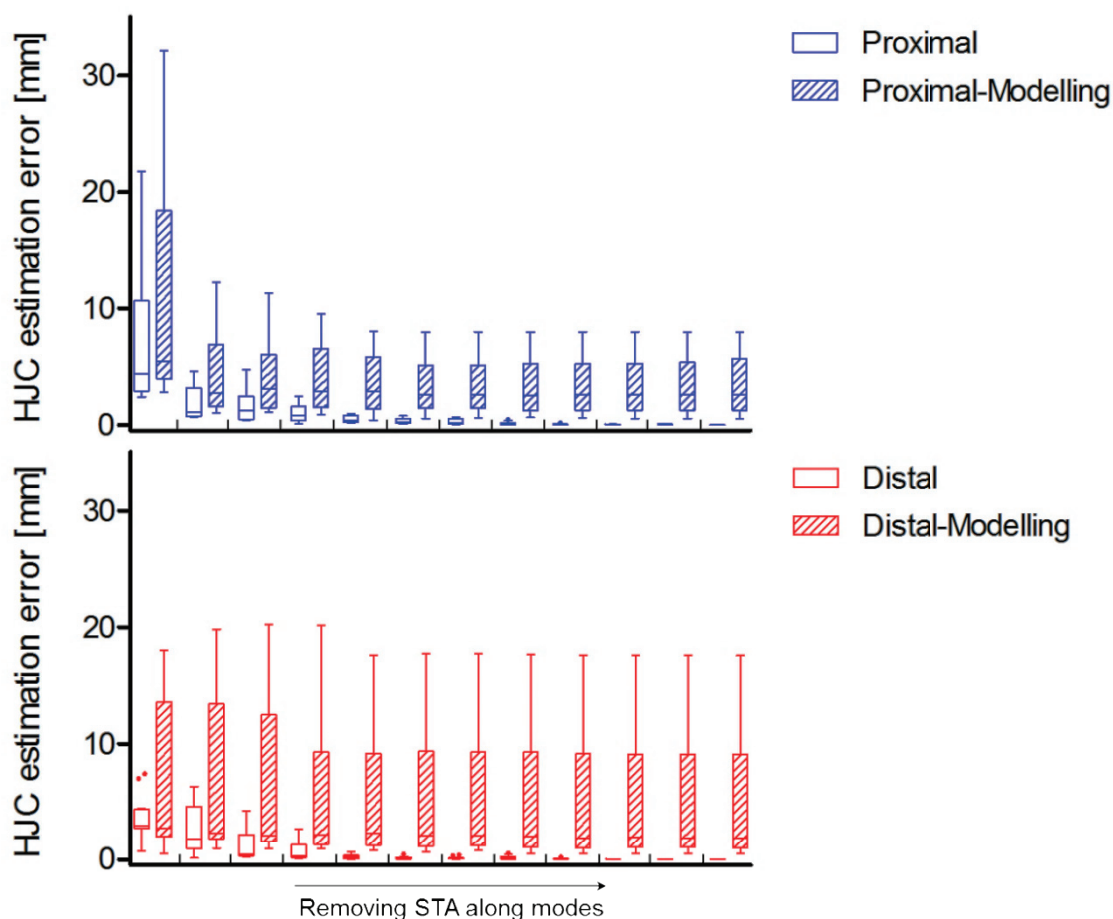 HJC estimation error [mm]
30
20
10
0
Proximal
Proximal-Modelling
HJC estimation error [mm]
30
20
10
0
Distal
Distal-Modelling
Removing STA along modes